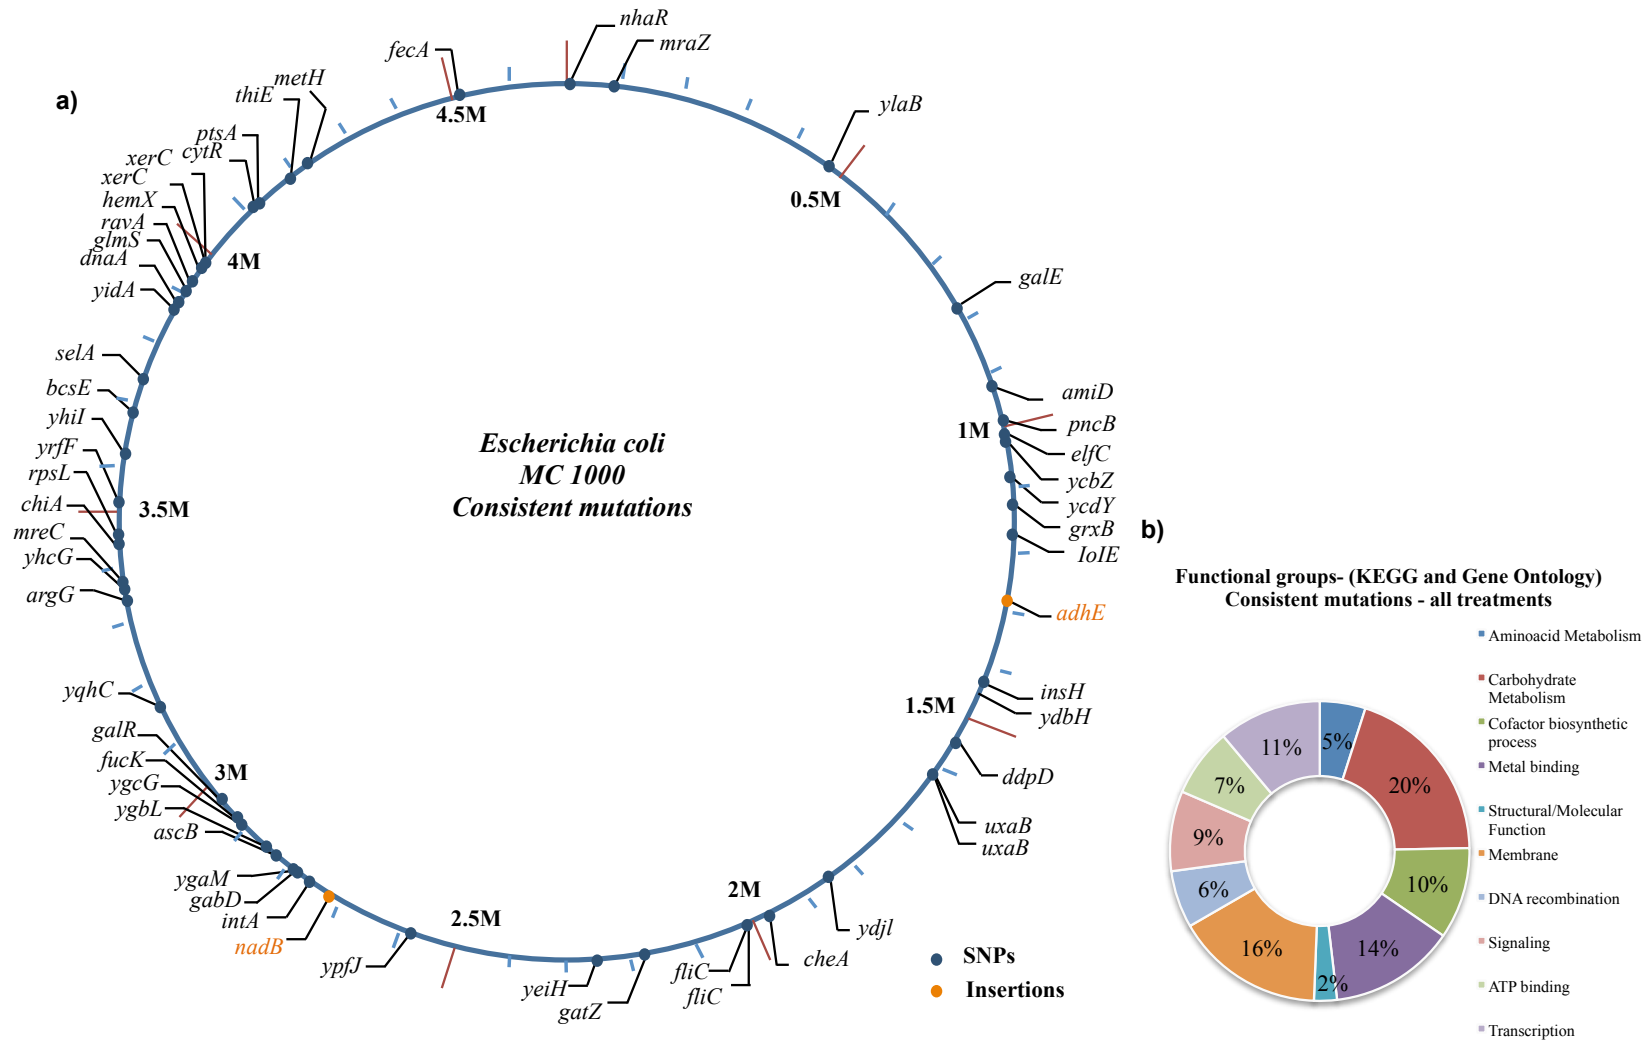 a)
nhaR
mraZ
fecA
metH
thiE
ylaB
ptsA
cytR
xerC
xerC
hemX
ravA
glmS
dnaA
yidA
4.5M
0.5M
4M
galE
selA
bcsE
yhiI
yrfF
rpsL
chiA
mreC
yhcG
argG
3.5M
Escherichia coli
MC 1000
Consistent mutations
amiD
1M
pncB
elfC
ycbZ
ycdY
grxB
IoIE
adhE
insH
1.5M
ydbH
ddpD
uxaB
uxaB
yqhC
galR
fucK
3M
ygcG
ygbL
ascB
ygaM
gabD
intA
nadB
ypfJ
2.5M
2M
yeiH
gatZ
fliC
fliC
cheA
ydjl
SNPs
Insertions
b)
Functional groups- (KEGG and Gene Ontology)
Consistent mutations - all treatments
5%
20%
10%
14%
2%
16%
6%
9%
7%
11%
Aminoacid Metabolism
Carbohydrate
Metabolism
Cofactor biosynthetic
process
Metal binding
Structural/Molecular
Function
Membrane
DNA recombination
Signaling
ATP binding
Transcription